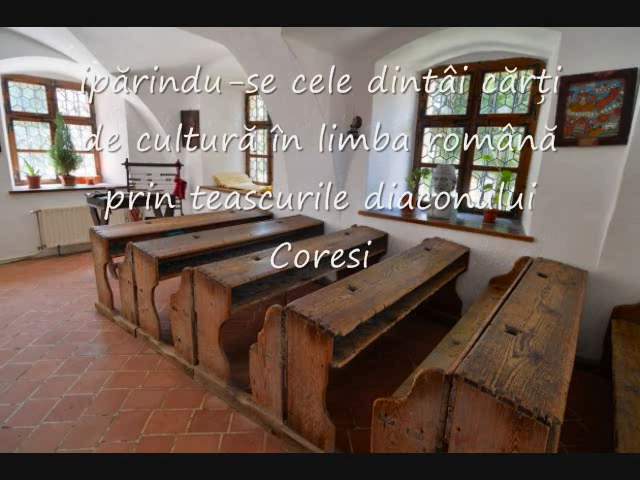 ipărindu-se cele dintâi cărți
de cultură în limba română
prin teascurile diaconului
Coresi